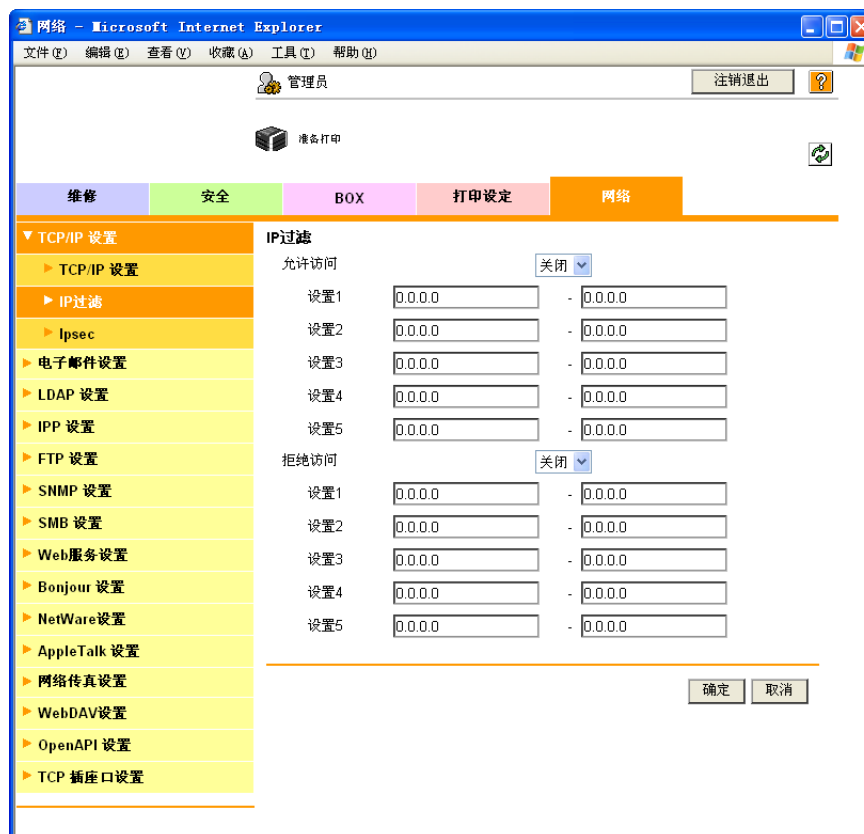 网络 - Microsoft Internet Explorer
文件(F) 编辑(E) 查看(V) 收藏(A) 工具(T) 帮助(H)
管理员
注销退出
?
准备打印
维修 安全 BOX 打印设定 网络
TCP/IP 设置
TCP/IP 设置
IP过滤
Ipsec
电子邮件设置
LDAP 设置
IPP 设置
FTP 设置
SNMP 设置
SMB 设置
Web服务设置
Bonjour 设置
NetWare设置
AppleTalk 设置
网络传真设置
WebDAV设置
OpenAPI 设置
TCP 插座口设置
IP过滤
允许访问 关闭
设置1 0.0.0.0 - 0.0.0.0
设置2 0.0.0.0 - 0.0.0.0
设置3 0.0.0.0 - 0.0.0.0
设置4 0.0.0.0 - 0.0.0.0
设置5 0.0.0.0 - 0.0.0.0
拒绝访问 关闭
设置1 0.0.0.0 - 0.0.0.0
设置2 0.0.0.0 - 0.0.0.0
设置3 0.0.0.0 - 0.0.0.0
设置4 0.0.0.0 - 0.0.0.0
设置5 0.0.0.0 - 0.0.0.0
确定 取消